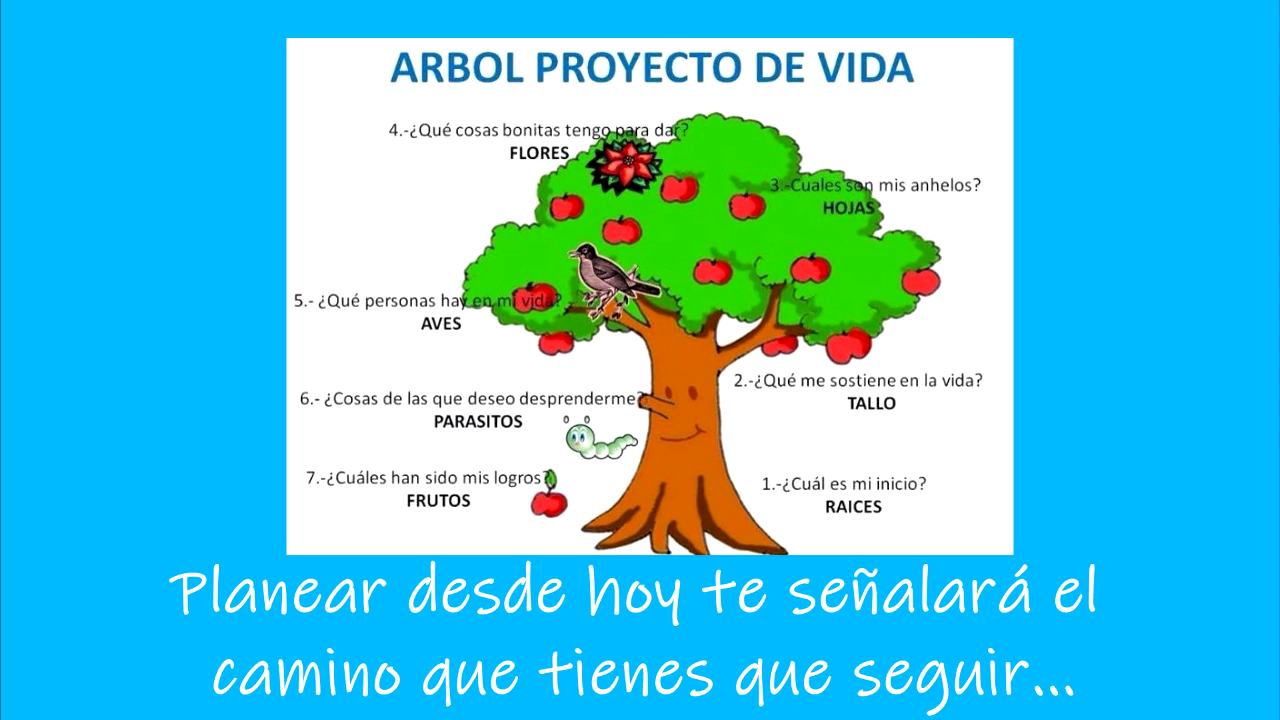 ARBOL PROYECTO DE VIDA
4.-¿Qué cosas bonitas tengo para dar?
FLORES
3.-Cuales son mis anhelos?
HOJAS
5.- ¿Qué personas hay en mi vida?
AVES
2.-¿Qué me sostiene en la vida?
TALLO
6.- ¿Cosas de las que deseo desprenderme?
PARASITOS
7.-¿Cuáles han sido mis logros?
FRUTOS
1.-¿Cuál es mi inicio?
RAICES
Planear desde hoy te señalará el
camino que tienes que seguir...